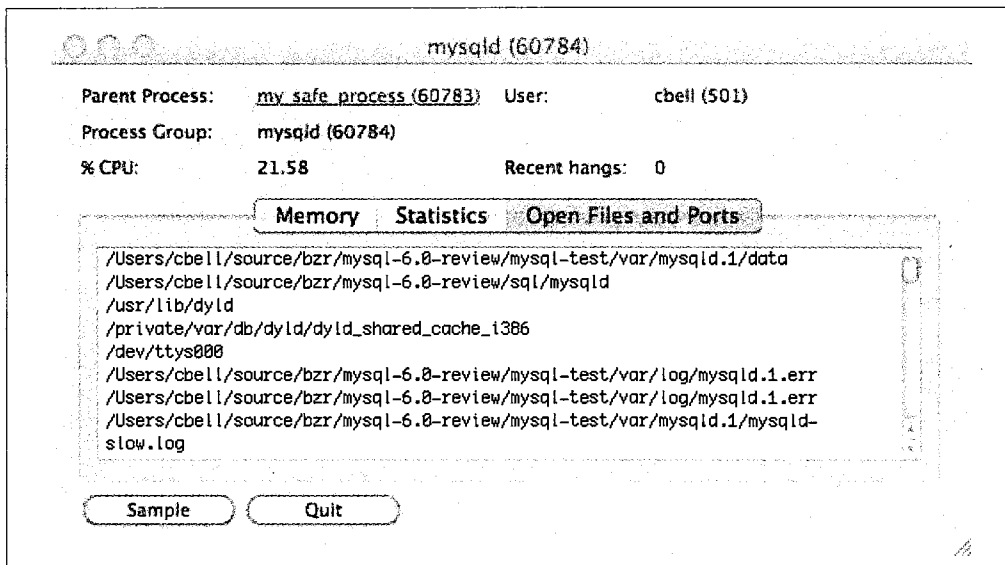 mysqld (60784)
Parent Process: my_safe_process (60783) User: cbell (501)
Process Group: mysqld (60784)
% CPU: 21.58 Recent hangs: 0
Memory Statistics Open Files and Ports
/Users/cbell/source/bzr/mysql-6.0-review/mysql-test/var/mysqld.1/data
/Users/cbell/source/bzr/mysql-6.0-review/sql/mysqld
/usr/lib/dyld
/private/var/db/dyld/dyld_shared_cache_i386
/dev/ttys000
/Users/cbell/source/bzr/mysql-6.0-review/mysql-test/var/log/mysqld.1.err
/Users/cbell/source/bzr/mysql-6.0-review/mysql-test/var/log/mysqld.1.err
/Users/cbell/source/bzr/mysql-6.0-review/mysql-test/var/mysqld.1/mysqld-
slow.log
Sample Quit